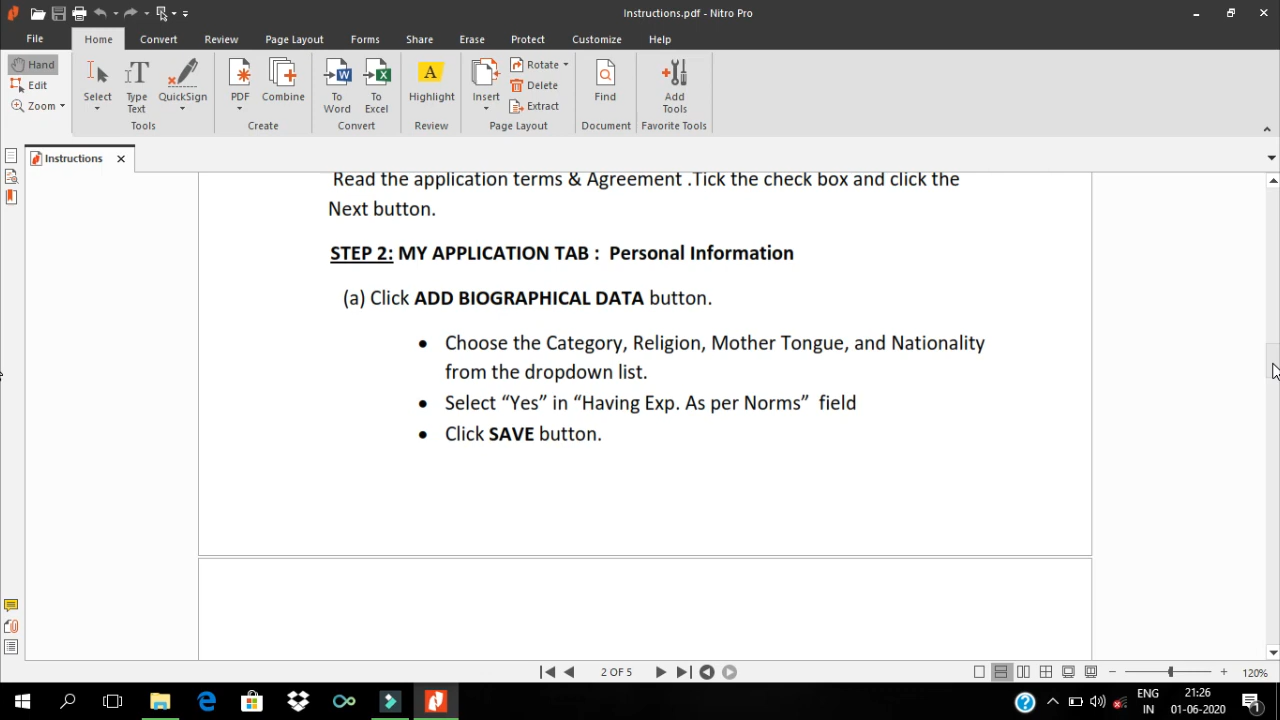 Instructions.pdf - Nitro Pro
File Home Convert Review Page Layout Forms Share Erase Protect Customize Help
Hand
Edit
Zoom
Select
Type Text
QuickSign
Tools
PDF
Combine
Create
To Word
To Excel
Convert
Highlight
Review
Insert
Rotate
Delete
Extract
Page Layout
Find
Document
Add Tools
Favorite Tools
Instructions
Read the application terms & Agreement .Tick the check box and click the
Next button.
STEP 2: MY APPLICATION TAB : Personal Information
(a) Click ADD BIOGRAPHICAL DATA button.
• Choose the Category, Religion, Mother Tongue, and Nationality
from the dropdown list.
• Select “Yes” in “Having Exp. As per Norms” field
• Click SAVE button.
2 OF 5
120%
ENG 21:26
IN 01-06-2020
1